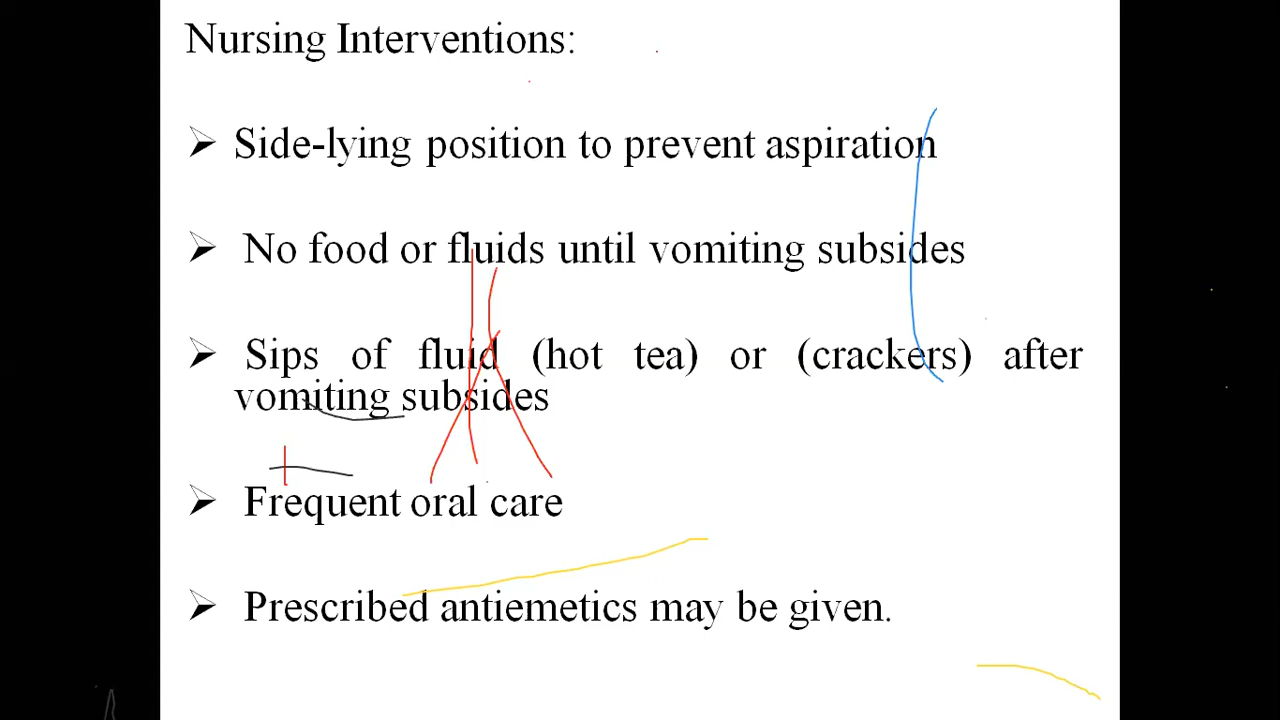 Nursing Interventions:
➢ Side-lying position to prevent aspiration
➢ No food or fluids until vomiting subsides
➢ Sips of fluid (hot tea) or (crackers) after
vomiting subsides
➢ Frequent oral care
➢ Prescribed antiemetics may be given.